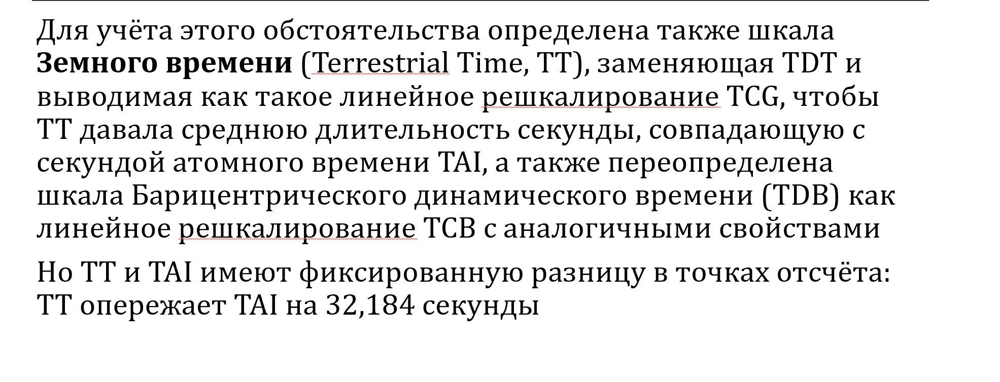 Для учёта этого обстоятельства определена также шкала
Земного времени (Terrestrial Time, TT), заменяющая TDT и
выводимая как такое линейное решкалирование TCG, чтобы
TT давала среднюю длительность секунды, совпадающую с
секундой атомного времени TAI, а также переопределена
шкала Барицентрического динамического времени (TDB) как
линейное решкалирование TCB с аналогичными свойствами
Но TT и TAI имеют фиксированную разницу в точках отсчёта:
TT опережает TAI на 32,184 секунды